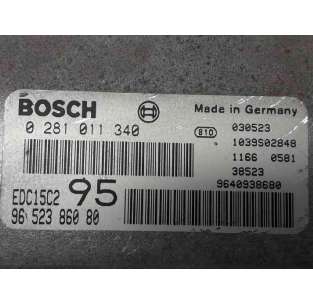 BOSCH
Made in Germany
0 281 011 340
810
030523
1039S02848
1166 0581
38523
9640938680
EDC15C2
95
96 523 860 80